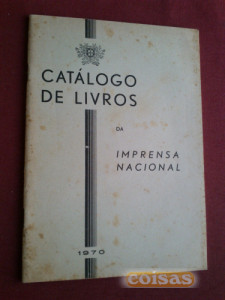 CATÁLOGO
DE LIVROS
DA
IMPRENSA
NACIONAL
1970
coisas